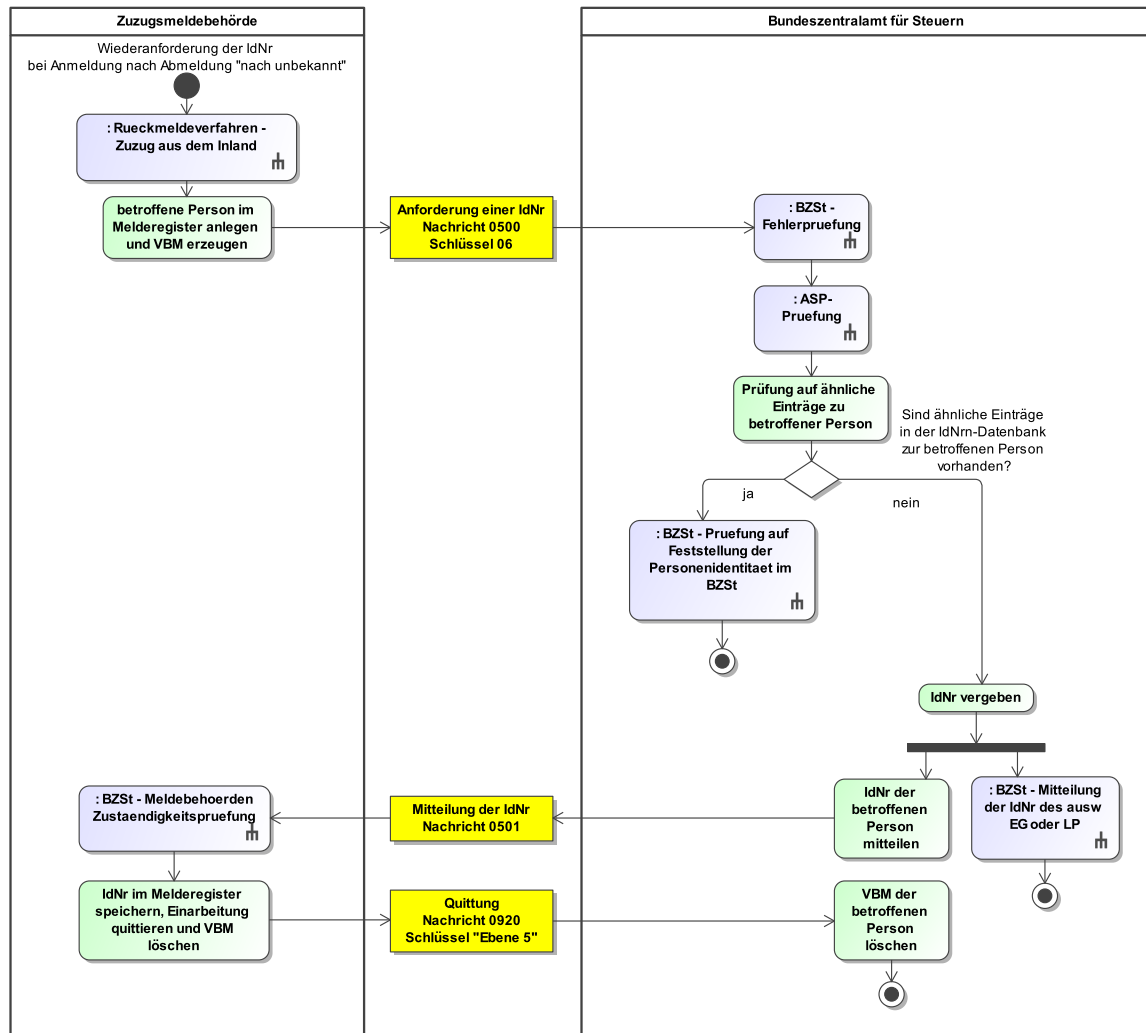 Zuzugsmeldebehörde
Bundeszentralamt für Steuern
Wiederanforderung der IdNr
bei Anmeldung nach Abmeldung "nach unbekannt"
: Rueckmeldeverfahren -
Zuzug aus dem Inland
betroffene Person im
Melderegister anlegen
und VBM erzeugen
Anforderung einer IdNr
Nachricht 0500
Schlüssel 06
: BZSt -
Fehlerpruefung
: ASP-
Pruefung
Prüfung auf ähnliche
Einträge zu
betroffener Person
Sind ähnliche Einträge
in der IdNrn-Datenbank
zur betroffenen Person
vorhanden?
ja
nein
: BZSt - Pruefung auf
Feststellung der
Personenidentitaet im
BZSt
IdNr vergeben
: BZSt - Meldebehoerden
Zustaendigkeitspruefung
Mitteilung der IdNr
Nachricht 0501
IdNr der
betroffenen
Person
mitteilen
: BZSt - Mitteilung
der IdNr des ausw
EG oder LP
IdNr im Melderegister
speichern, Einarbeitung
quittieren und VBM
löschen
Quittung
Nachricht 0920
Schlüssel "Ebene 5"
VBM der
betroffenen
Person
löschen